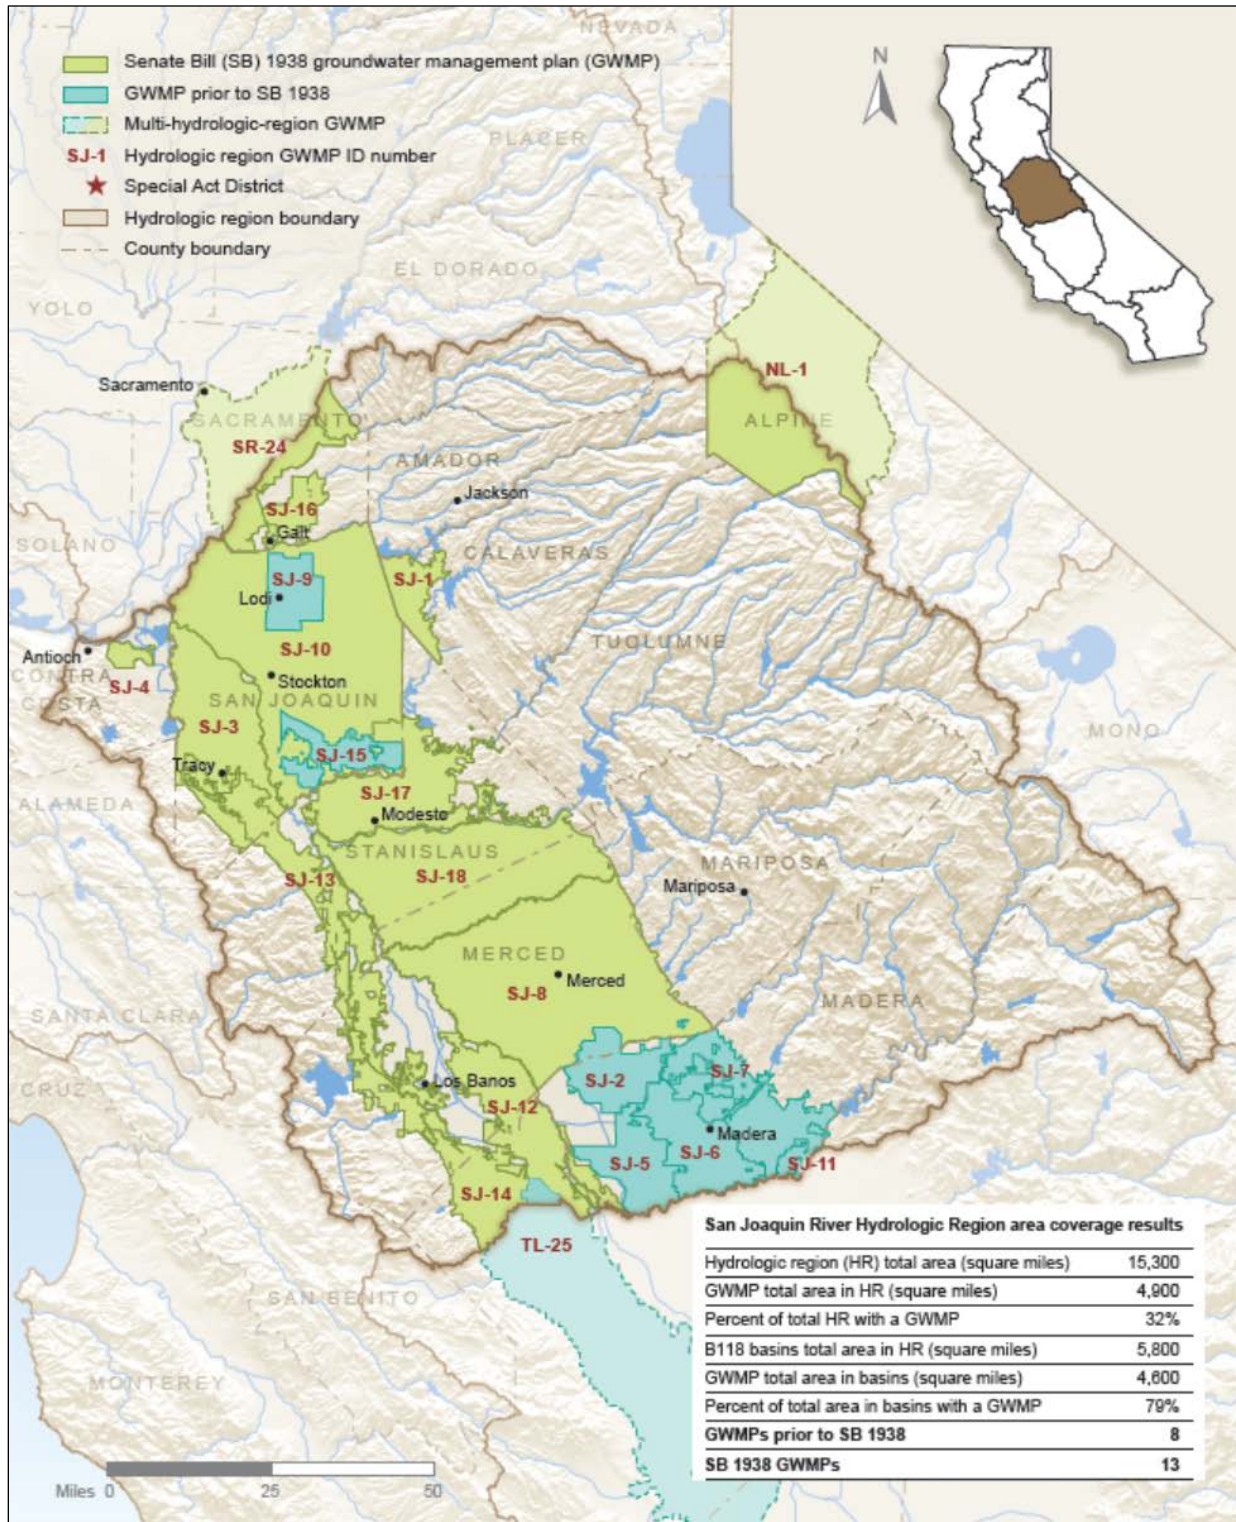 Senate Bill (SB) 1938 groundwater management plan (GWMP)
GWMP prior to SB 1938
Multi-hydrologic-region GWMP
SJ-1 Hydrologic region GWMP ID number
Special Act District
Hydrologic region boundary
County boundary
N
NEVADA
PLACER
EL DORADO
YOLO
Sacramento
SACRAMENTO
SR-24
NL-1
ALPINE
AMADOR
Jackson
SJ-16
Galt
SOLANO
CALAVERAS
SJ-9
SJ-1
Lodi
TUOLUMNE
SJ-10
Antioch
CONTRA
COSTA
SJ-4
Stockton
SAN JOAQUIN
SJ-3
MONO
SJ-15
Tracy
SJ-17
ALAMEDA
Modesto
STANISLAUS
SJ-18
SJ-13
MARIPOSA
Mariposa
MERCED
Merced
SJ-8
MADERA
SANTA CLARA
CRUZ
Los Banos
SJ-2
SJ-7
SJ-12
Madera
SJ-5
SJ-6
SJ-11
SJ-14
TL-25
SAN BENITO
MONTEREY
San Joaquin River Hydrologic Region area coverage results
Hydrologic region (HR) total area (square miles) 15,300
GWMP total area in HR (square miles) 4,900
Percent of total HR with a GWMP 32%
B118 basins total area in HR (square miles) 5,800
GWMP total area in basins (square miles) 4,600
Percent of total area in basins with a GWMP 79%
GWMPs prior to SB 1938 8
SB 1938 GWMPs 13
Miles 0 25 50